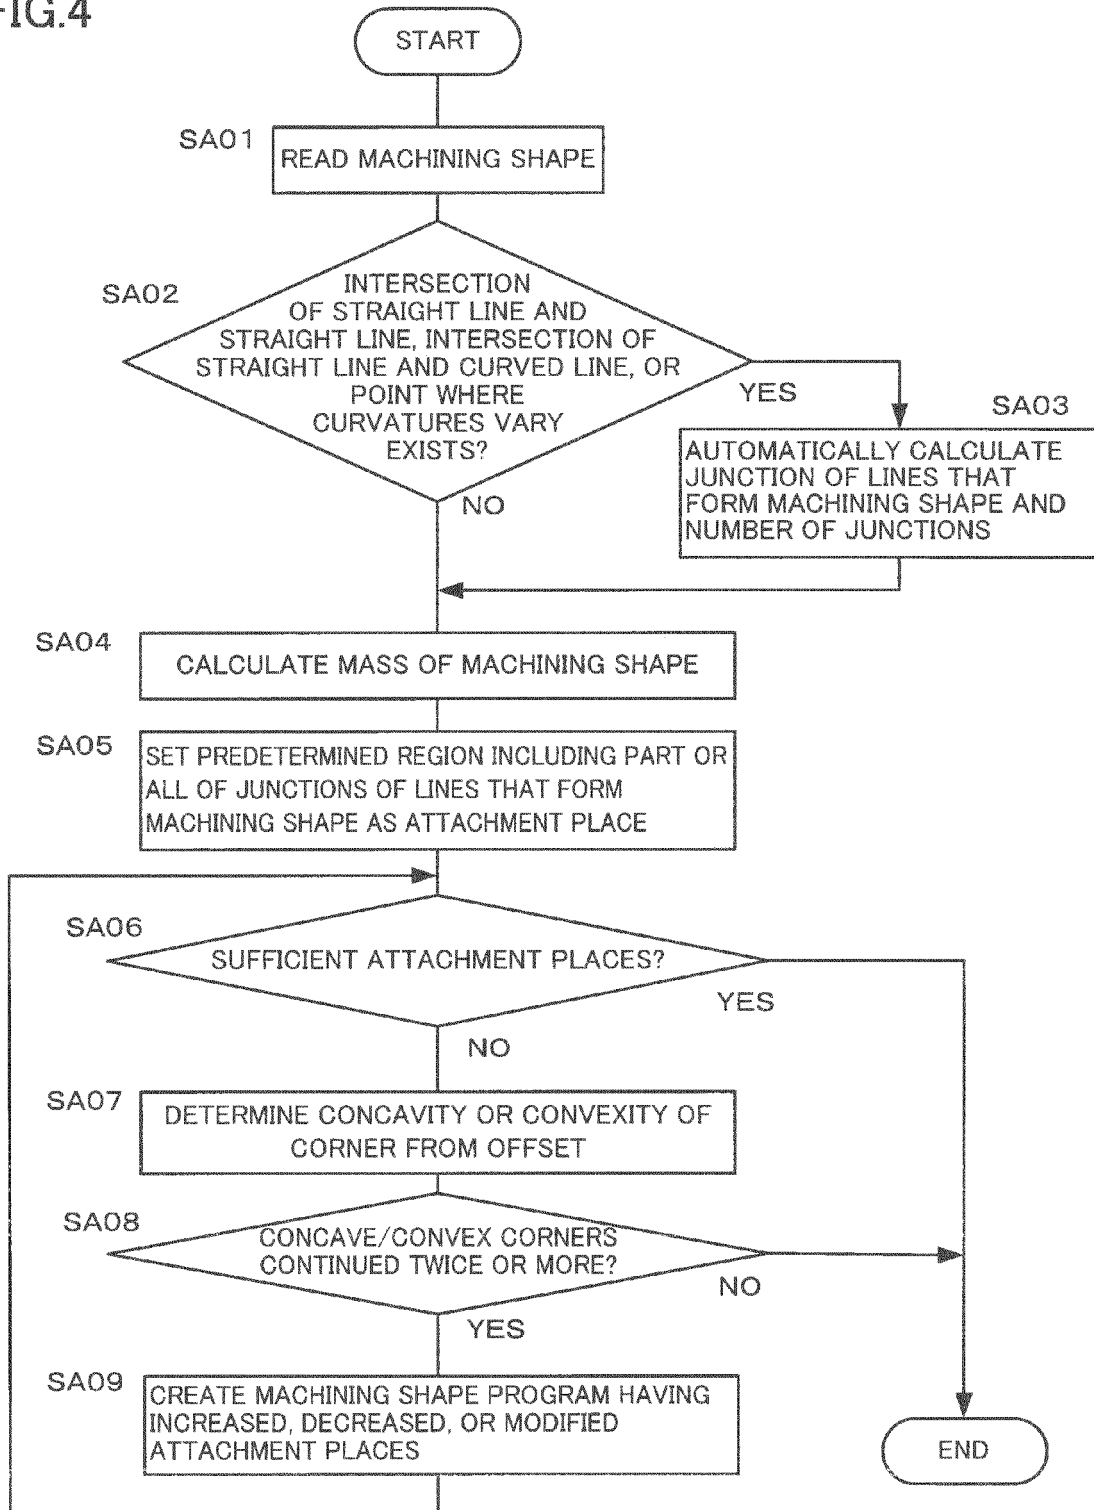 FIG.4
START
SA01
READ MACHINING SHAPE
SA02
INTERSECTION
OF STRAIGHT LINE AND
STRAIGHT LINE, INTERSECTION OF
STRAIGHT LINE AND CURVED LINE, OR
POINT WHERE
CURVATURES VARY
EXISTS?
YES
NO
SA03
AUTOMATICALLY CALCULATE
JUNCTION OF LINES THAT
FORM MACHINING SHAPE AND
NUMBER OF JUNCTIONS
SA04
CALCULATE MASS OF MACHINING SHAPE
SA05
SET PREDETERMINED REGION INCLUDING PART OR
ALL OF JUNCTIONS OF LINES THAT FORM
MACHINING SHAPE AS ATTACHMENT PLACE
SA06
SUFFICIENT ATTACHMENT PLACES?
YES
NO
SA07
DETERMINE CONCAVITY OR CONVEXITY OF
CORNER FROM OFFSET
SA08
CONCAVE/CONVEX CORNERS
CONTINUED TWICE OR MORE?
NO
YES
SA09
CREATE MACHINING SHAPE PROGRAM HAVING
INCREASED, DECREASED, OR MODIFIED
ATTACHMENT PLACES
END